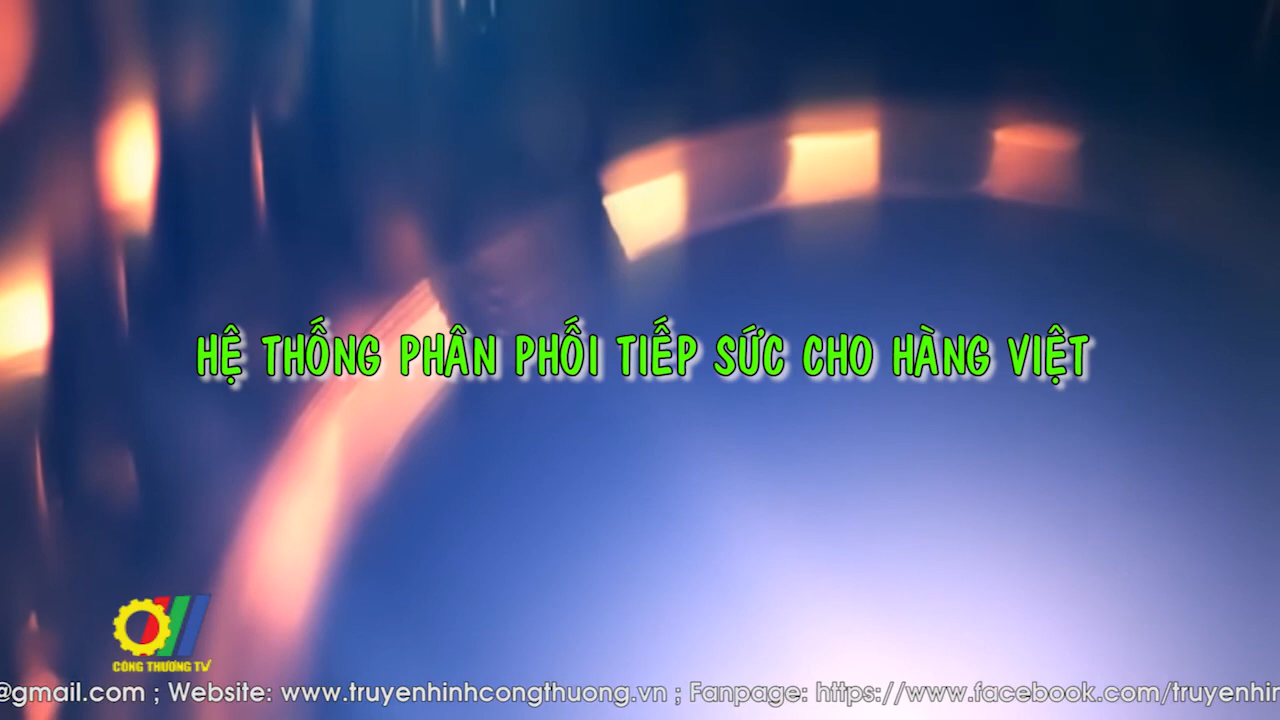 HỆ THỐNG PHÂN PHỐI TIẾP SỨC CHO HÀNG VIỆT
CÔNG THƯƠNG TV
@gmail.com ; Website: www.truyenhinhcongthuong.vn ; Fanpage: https://www.facebook.com/truyenhin